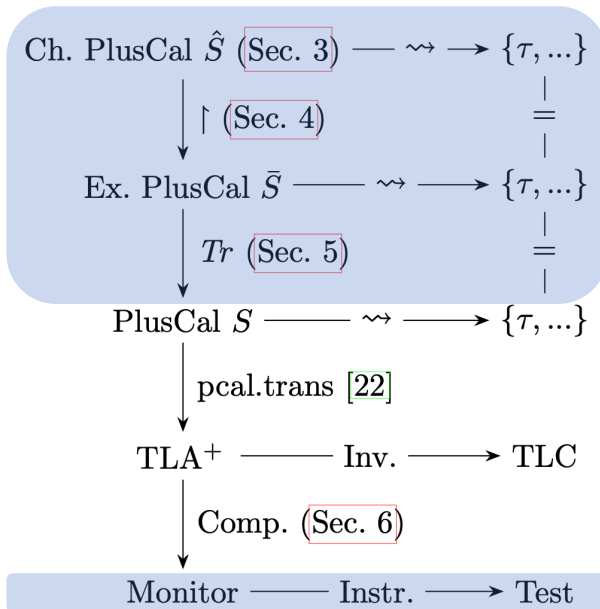 Ch. PlusCal Ŝ (Sec. 3) ⇝ {τ, ...}
↾ (Sec. 4) =
Ex. PlusCal S̄ ⇝ {τ, ...}
Tr (Sec. 5) =
PlusCal S ⇝ {τ, ...}
pcal.trans [22]
TLA⁺ Inv. TLC
Comp. (Sec. 6)
Monitor Instr. Test